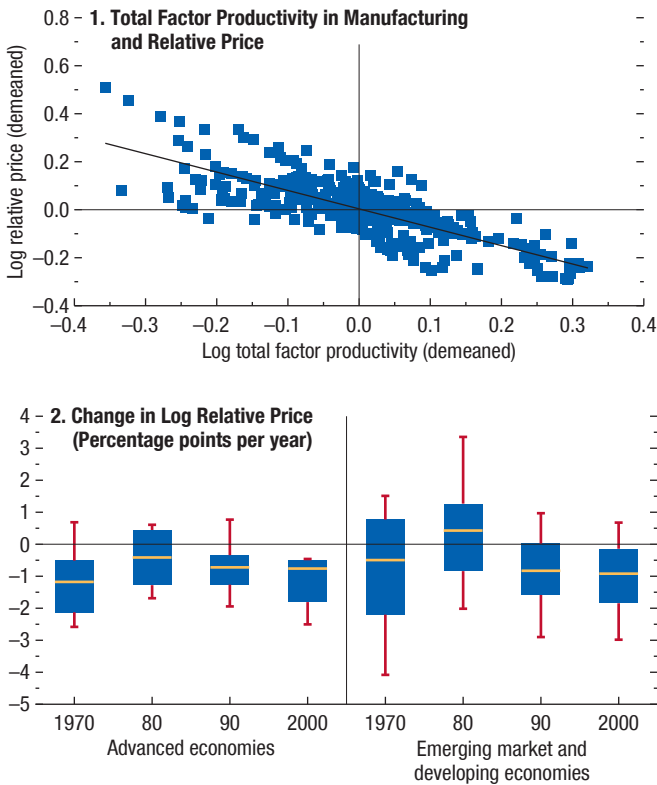 1. Total Factor Productivity in Manufacturing
and Relative Price
0.8
0.6
0.4
0.2
0.0
−0.2
−0.4
Log relative price (demeaned)
−0.4 −0.3 −0.2 −0.1 0.0 0.1 0.2 0.3 0.4
Log total factor productivity (demeaned)
2. Change in Log Relative Price
(Percentage points per year)
4
3
2
1
0
−1
−2
−3
−4
−5
1970 80 90 2000 1970 80 90 2000
Advanced economies Emerging market and
developing economies